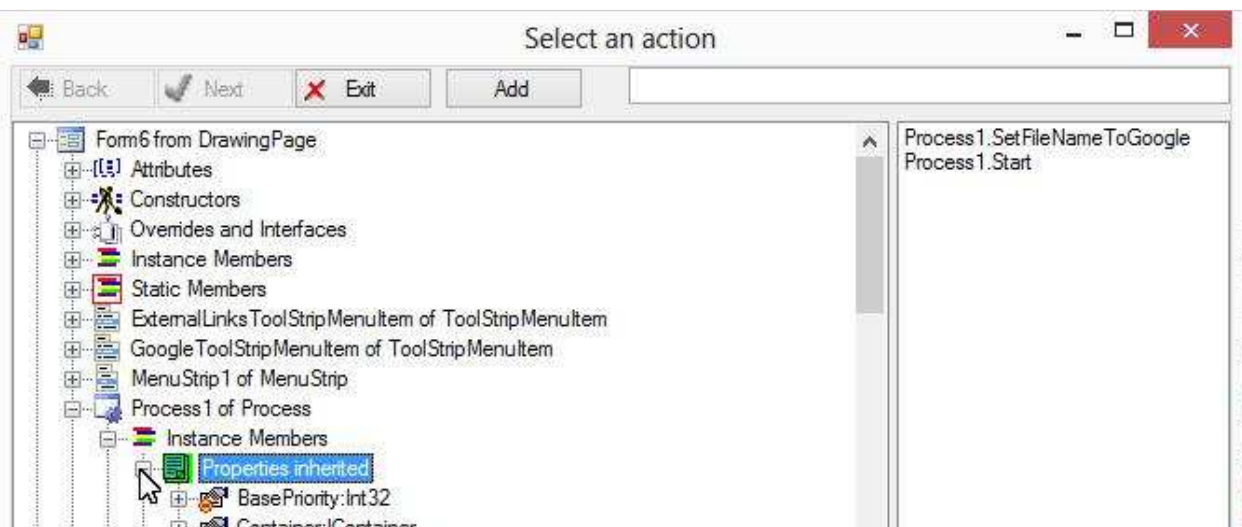 Select an action
Back Next Exit Add
Form6 from DrawingPage
Attributes
Constructors
Overrides and Interfaces
Instance Members
Static Members
ExternalLinksToolStripMenuItem of ToolStripMenuItem
GoogleToolStripMenuItem of ToolStripMenuItem
MenuStrip1 of MenuStrip
Process1 of Process
Instance Members
Properties inherited
BasePriority:Int32
Container:IContainer
Process1.SetFileNameToGoogle
Process1.Start